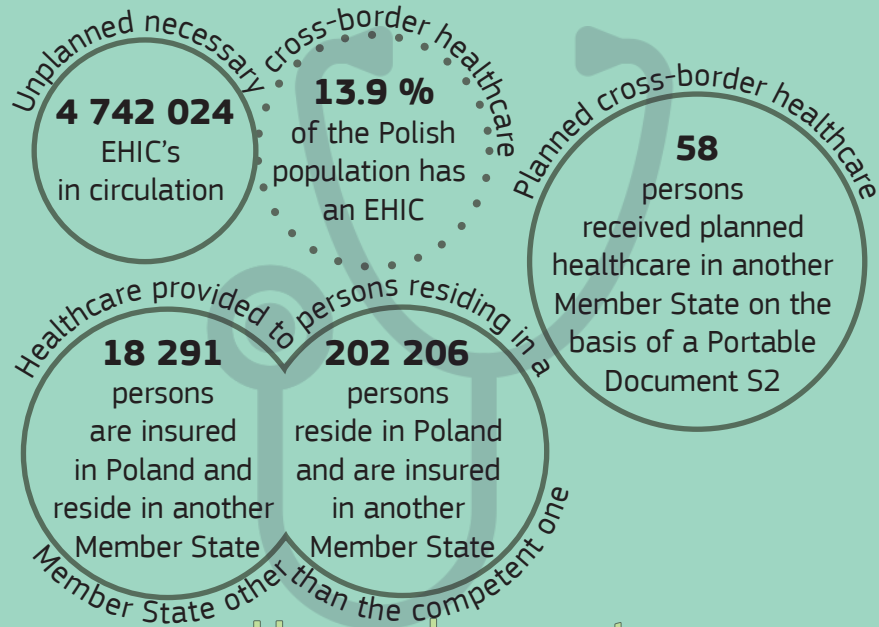 Unplanned necessary cross-border healthcare
4 742 024
EHIC's
in circulation
13.9 %
of the Polish
population has
an EHIC
Planned cross-border healthcare
58
persons
received planned
healthcare in another
Member State on the
basis of a Portable
Document S2
Healthcare provided to persons residing in a
Member State other than the competent one
18 291
persons
are insured
in Poland and
reside in another
Member State
202 206
persons
reside in Poland
and are insured
in another
Member State